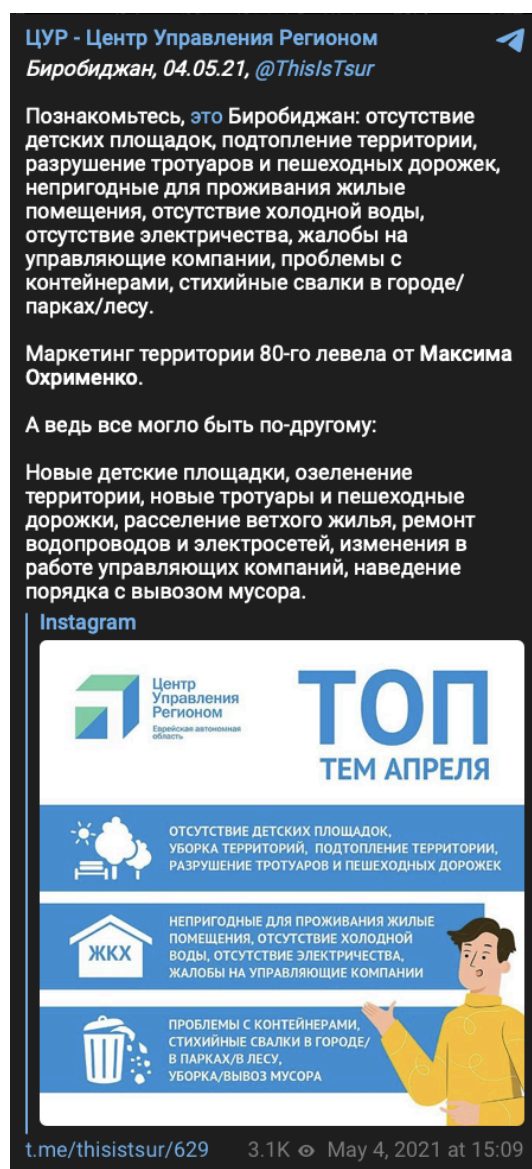 ЦУР - Центр Управления Регионом
Биробиджан, 04.05.21, @ThisIsTsur
Познакомьтесь, это Биробиджан: отсутствие
детских площадок, подтопление территории,
разрушение тротуаров и пешеходных дорожек,
непригодные для проживания жилые
помещения, отсутствие холодной воды,
отсутствие электричества, жалобы на
управляющие компании, проблемы с
контейнерами, стихийные свалки в городе/
парках/лесу.
Маркетинг территории 80-го левела от Максима
Охрименко.
А ведь все могло быть по-другому:
Новые детские площадки, озеленение
территории, новые тротуары и пешеходные
дорожки, расселение ветхого жилья, ремонт
водопроводов и электросетей, изменения в
работе управляющих компаний, наведение
порядка с вывозом мусора.
Instagram
Центр
Управления
Регионом
Еврейская автономная
область
ТОП
ТЕМ АПРЕЛЯ
ОТСУТСТВИЕ ДЕТСКИХ ПЛОЩАДОК,
УБОРКА ТЕРРИТОРИЙ, ПОДТОПЛЕНИЕ ТЕРРИТОРИИ,
РАЗРУШЕНИЕ ТРОТУАРОВ И ПЕШЕХОДНЫХ ДОРОЖЕК
ЖКХ
НЕПРИГОДНЫЕ ДЛЯ ПРОЖИВАНИЯ ЖИЛЫЕ
ПОМЕЩЕНИЯ, ОТСУТСТВИЕ ХОЛОДНОЙ
ВОДЫ, ОТСУТСТВИЕ ЭЛЕКТРИЧЕСТВА,
ЖАЛОБЫ НА УПРАВЛЯЮЩИЕ КОМПАНИИ
ПРОБЛЕМЫ С КОНТЕЙНЕРАМИ,
СТИХИЙНЫЕ СВАЛКИ В ГОРОДЕ/
В ПАРКАХ/В ЛЕСУ,
УБОРКА/ВЫВОЗ МУСОРА
t.me/thisistsur/629 3.1K May 4, 2021 at 15:09